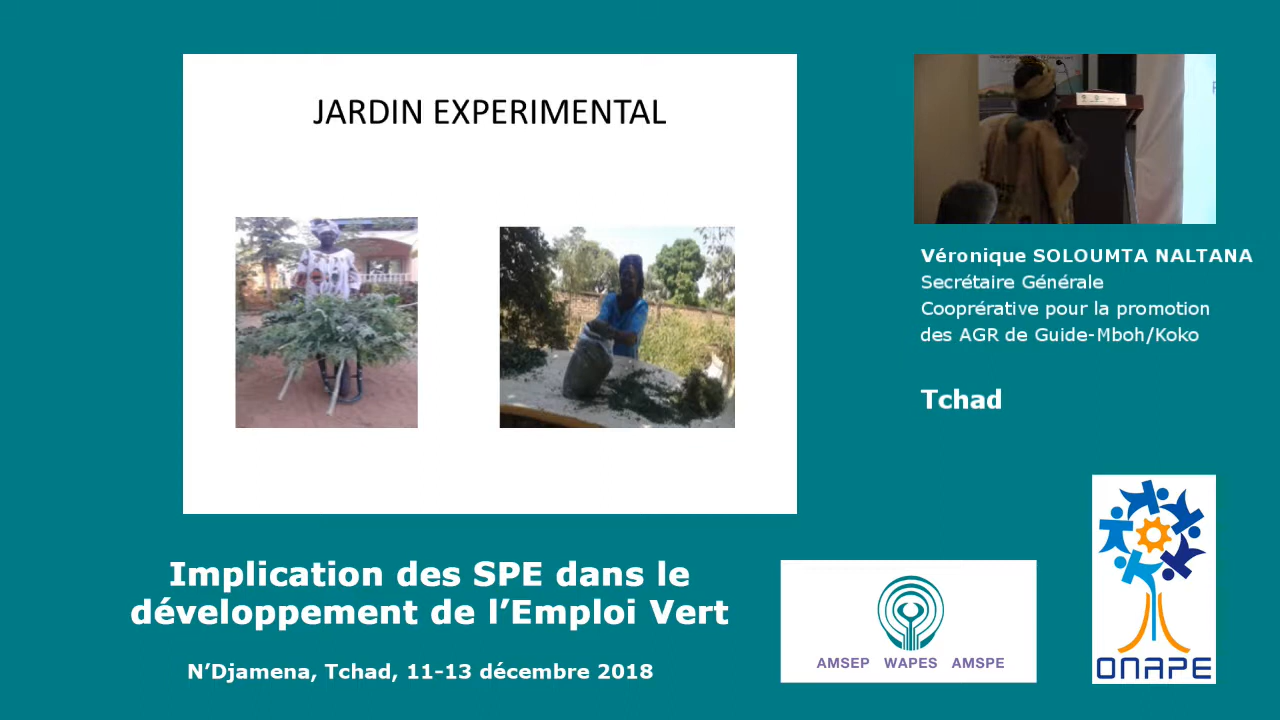 JARDIN EXPERIMENTAL
Véronique SOLOUMTA NALTANA
Secrétaire Générale
Cooprérative pour la promotion
des AGR de Guide-Mboh/Koko
Tchad
Implication des SPE dans le
développement de l’Emploi Vert
N’Djamena, Tchad, 11-13 décembre 2018
AMSEP WAPES AMSPE
ONAPE